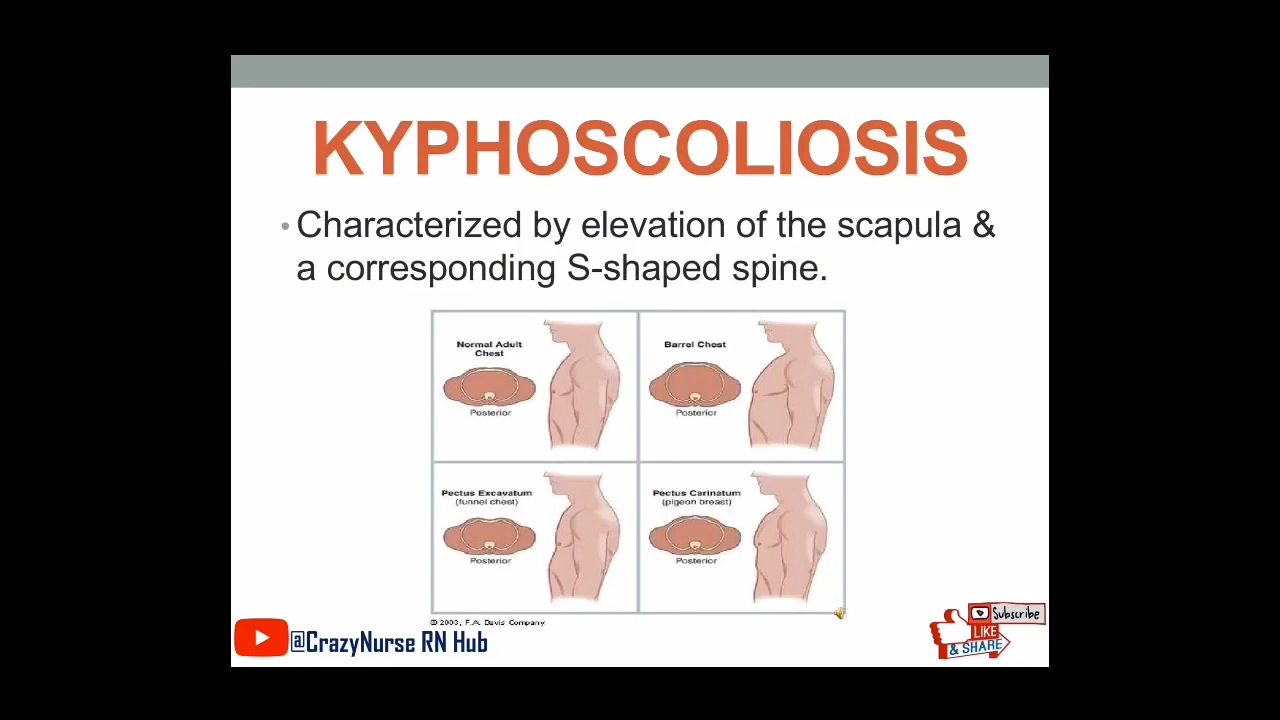 KYPHOSCOLIOSIS
• Characterized by elevation of the scapula &
a corresponding S-shaped spine.
Normal Adult
Chest
Posterior
Barrel Chest
Posterior
Pectus Excavatum
(funnel chest)
Posterior
Pectus Carinatum
(pigeon breast)
Posterior
© 2003, F.A. Davis Company
@CrazyNurse RN Hub
Subscribe
LIKE
& SHARE